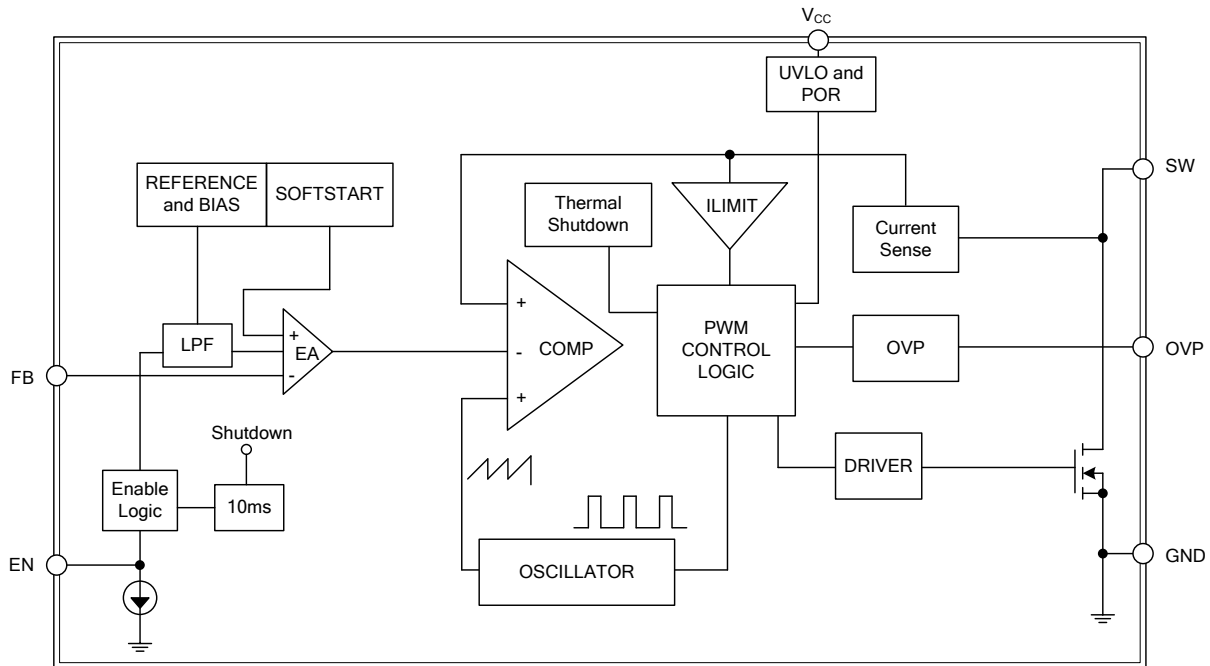 VCC
UVLO and
POR
SW
REFERENCE
and BIAS
SOFTSTART
Thermal
Shutdown
ILIMIT
Current
Sense
+
+
LPF
EA
-
-
COMP
PWM
CONTROL
LOGIC
OVP
OVP
FB
+
Shutdown
DRIVER
Enable
Logic
10ms
EN
OSCILLATOR
GND